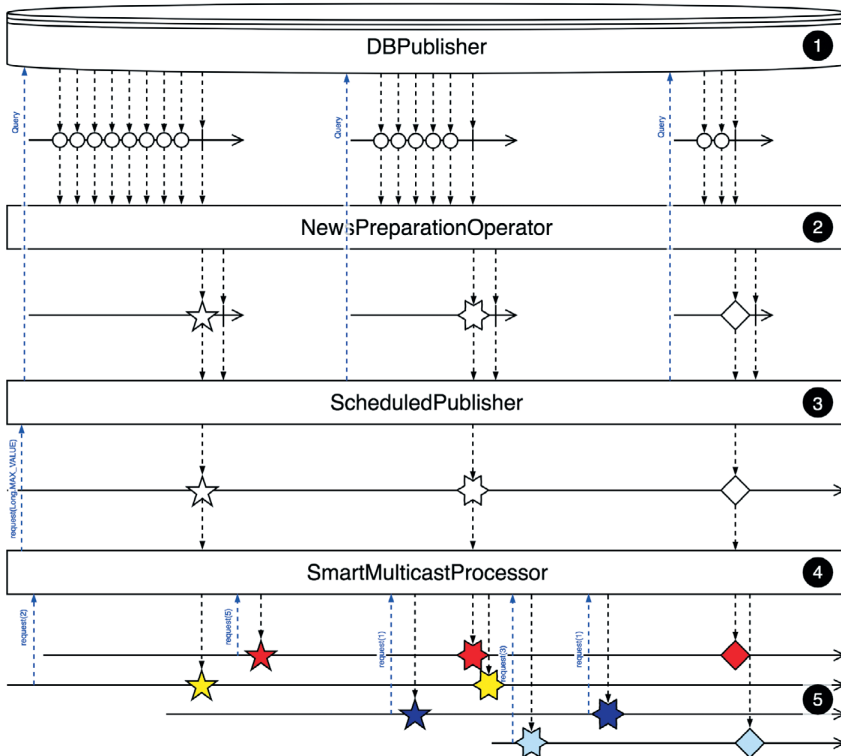 DBPublisher
1
Query
Query
Query
NewsPreparationOperator
2
ScheduledPublisher
3
request(Long.MAX_VALUE)
SmartMulticastProcessor
4
request(2)
request(5)
request(1)
request(3)
request(1)
5